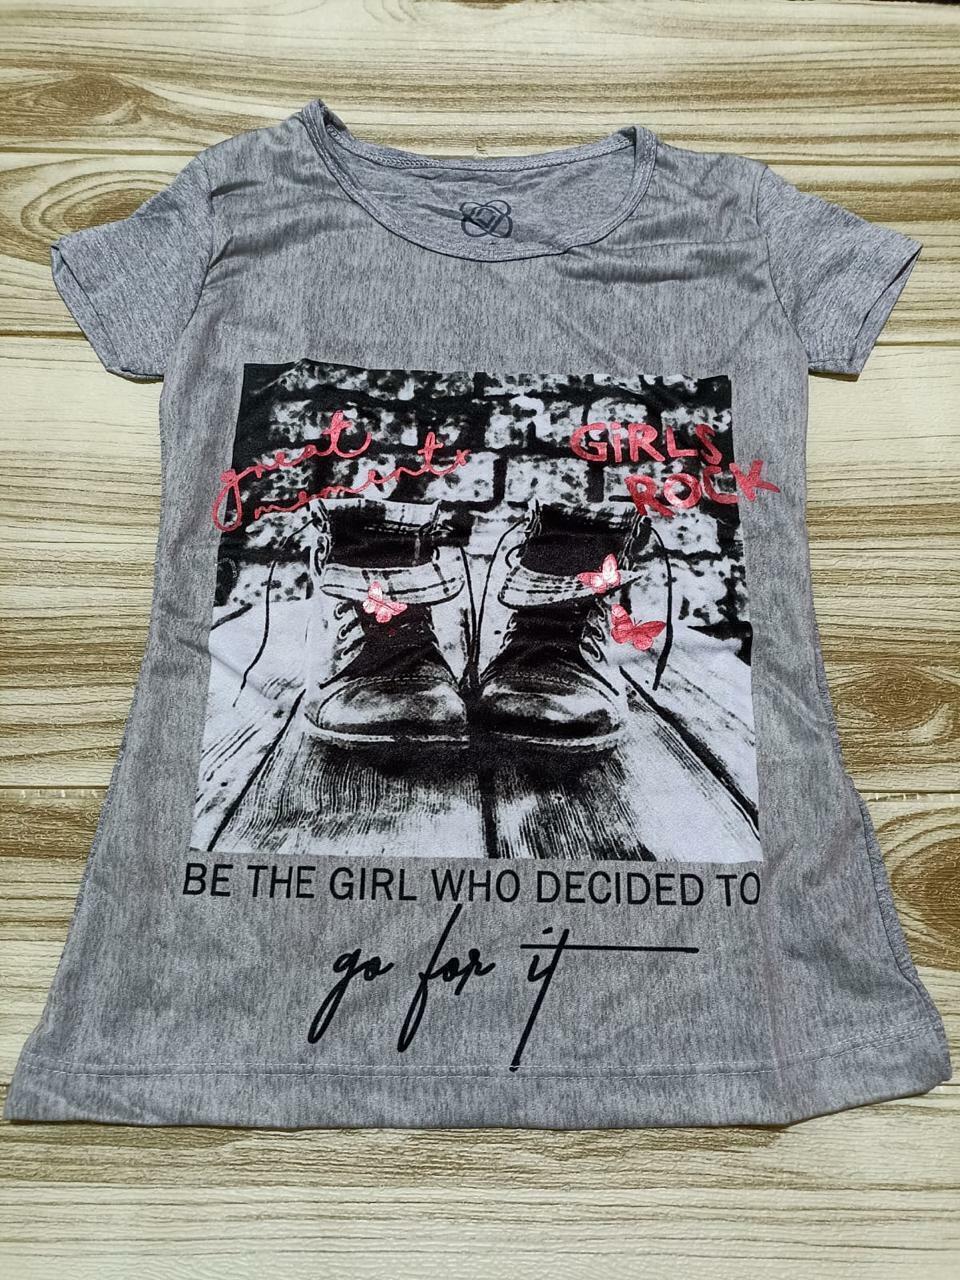 great
moments
GiRLS
ROCK
BE THE GIRL WHO DECIDED TO
go for it